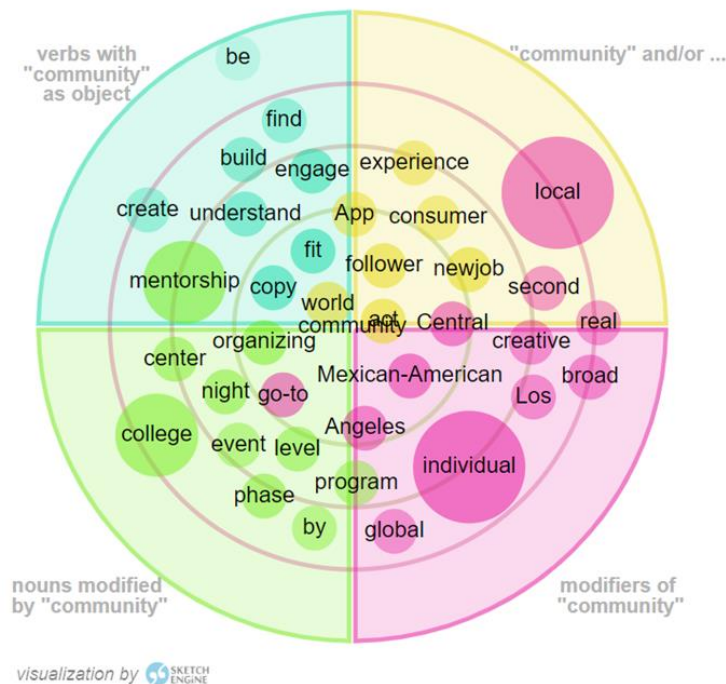 verbs with
"community"
as object
"community" and/or ...
be
find
build
engage
create
understand
mentorship
fit
copy
world
experience
App
consumer
follower
newjob
local
second
aot
community
Central
real
creative
broad
Mexican-American
Los
Angeles
individual
program
global
organizing
center
night
go-to
college
event
level
phase
by
nouns modified
by "community"
modifiers of
"community"
visualization by SKETCH
ENGINE